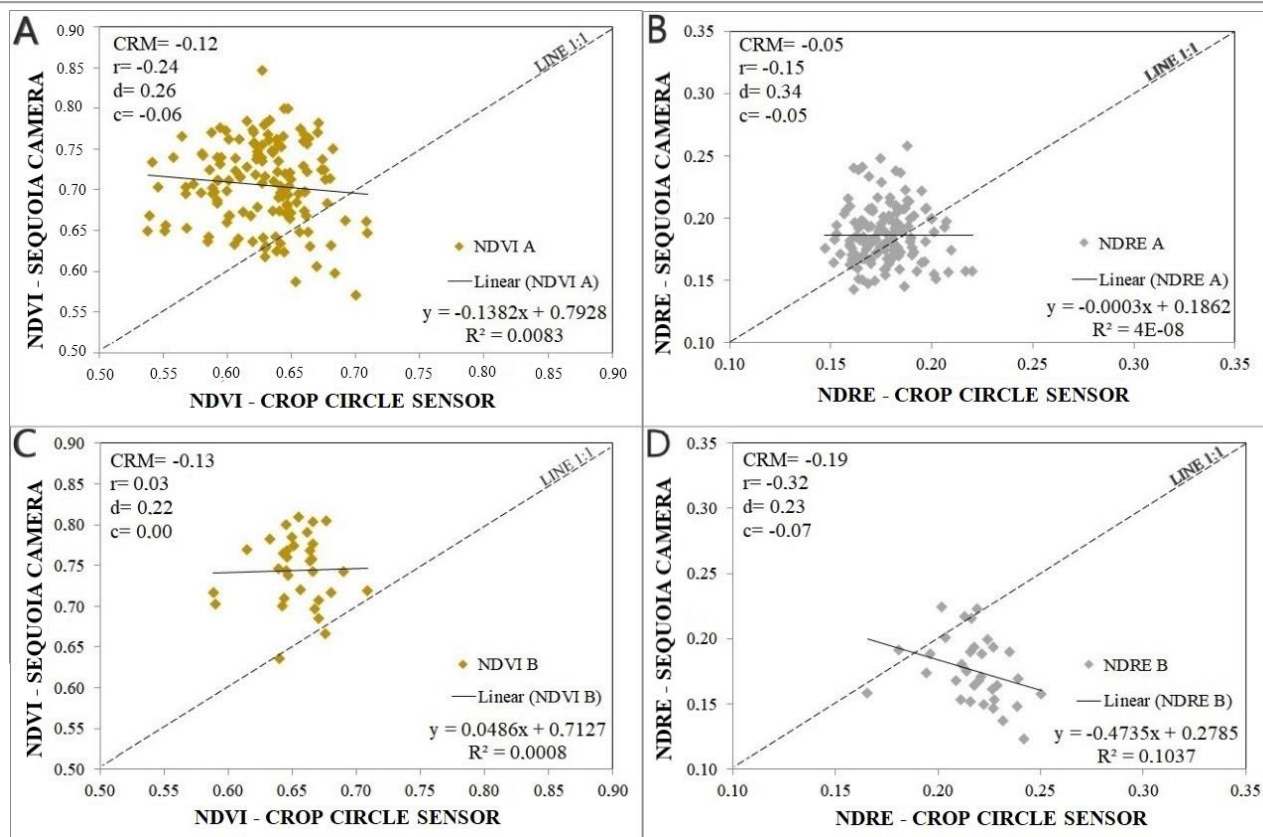 A
CRM= -0.12
r= -0.24
d= 0.26
c= -0.06
LINE 1:1
NDVI - SEQUOIA CAMERA
0.90
0.85
0.80
0.75
0.70
0.65
0.60
0.55
0.50
NDVI A
Linear (NDVI A)
y = -0.1382x + 0.7928
R² = 0.0083
0.50 0.55 0.60 0.65 0.70 0.75 0.80 0.85 0.90
NDVI - CROP CIRCLE SENSOR
B
CRM= -0.05
r= -0.15
d= 0.34
c= -0.05
LINE 1:1
NDRE - SEQUOIA CAMERA
0.35
0.30
0.25
0.20
0.15
0.10
NDRE A
Linear (NDRE A)
y = -0.0003x + 0.1862
R² = 4E-08
0.10 0.15 0.20 0.25 0.30 0.35
NDRE - CROP CIRCLE SENSOR
C
CRM= -0.13
r= 0.03
d= 0.22
c= 0.00
LINE 1:1
NDVI - SEQUOIA CAMERA
0.90
0.85
0.80
0.75
0.70
0.65
0.60
0.55
0.50
NDVI B
Linear (NDVI B)
y = 0.0486x + 0.7127
R² = 0.0008
0.50 0.55 0.60 0.65 0.70 0.75 0.80 0.85 0.90
NDVI - CROP CIRCLE SENSOR
D
CRM= -0.19
r= -0.32
d= 0.23
c= -0.07
LINE 1:1
NDRE - SEQUOIA CAMERA
0.35
0.30
0.25
0.20
0.15
0.10
NDRE B
Linear (NDRE B)
y = -0.4735x + 0.2785
R² = 0.1037
0.10 0.15 0.20 0.25 0.30 0.35
NDRE - CROP CIRCLE SENSOR